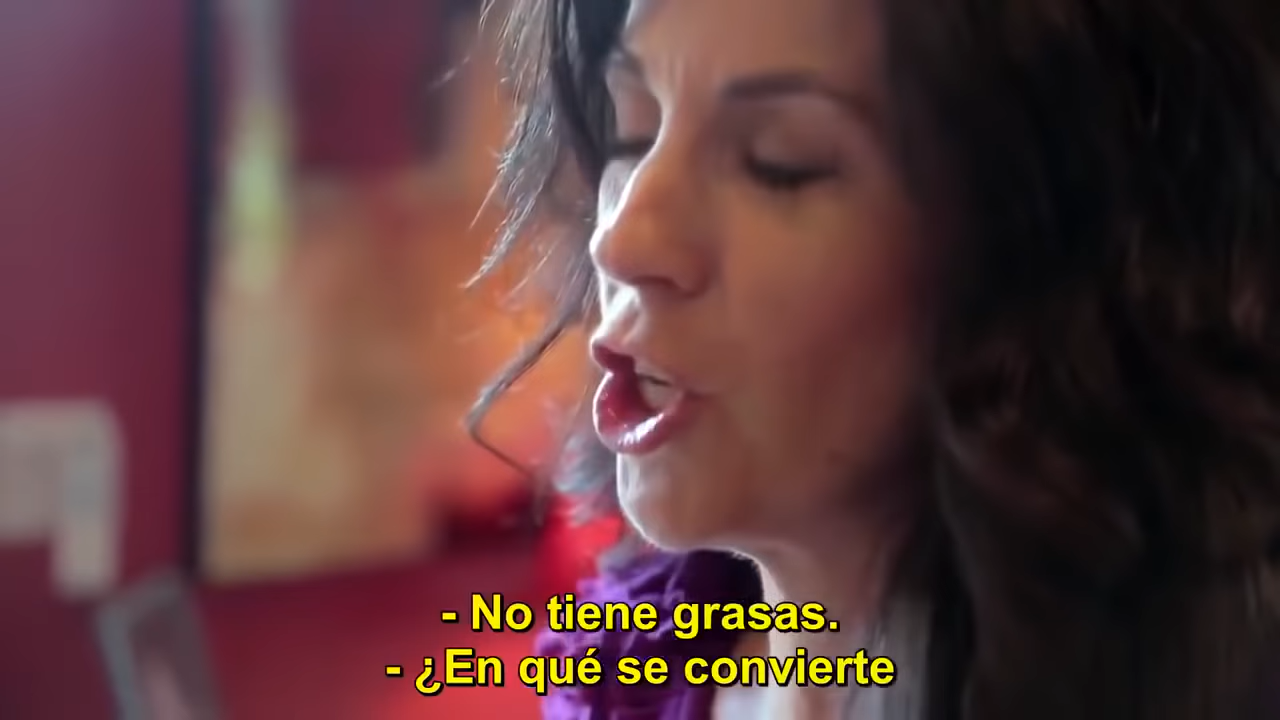 - No tiene grasas.
- ¿En qué se convierte